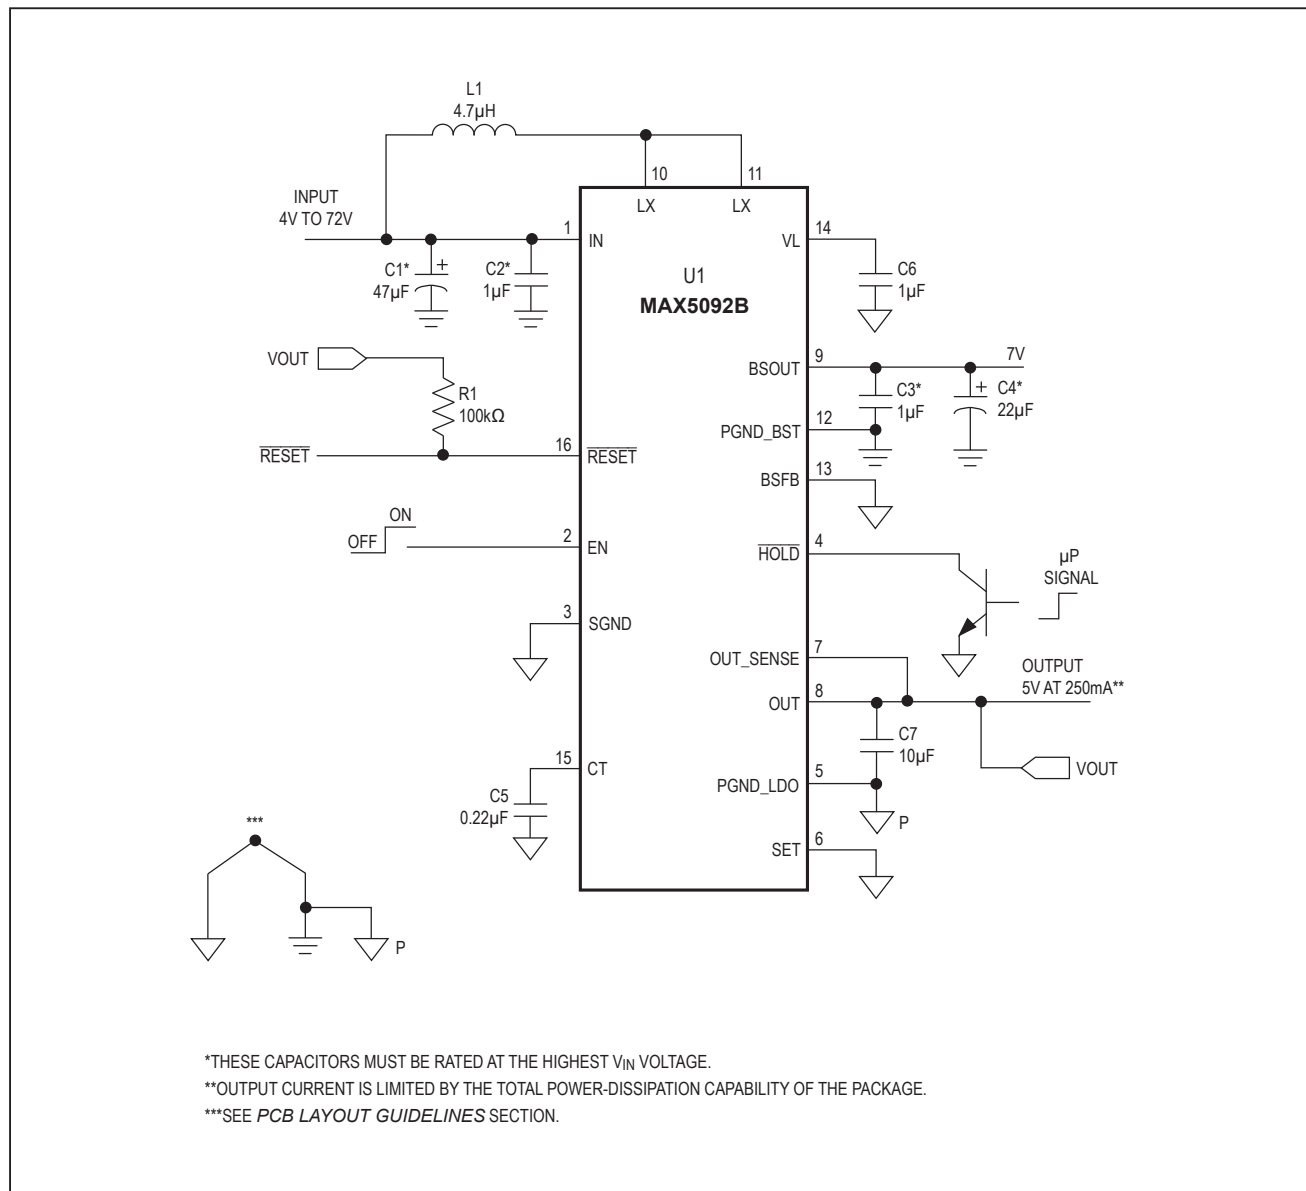 L1
4.7µH
10
11
LX
LX
INPUT
4V TO 72V
1
IN
VL
14
C1*
+
47µF
C2*
1µF
U1
MAX5092B
C6
1µF
VOUT
R1
100kΩ
BSOUT
9
7V
C3*
1µF
+
C4*
22µF
PGND_BST
12
RESET
16
RESET
BSFB
13
ON
OFF
2
EN
HOLD
4
µP
SIGNAL
3
SGND
OUT_SENSE
7
OUTPUT
5V AT 250mA**
OUT
8
C7
10µF
VOUT
15
CT
C5
0.22µF
PGND_LDO
5
P
SET
6
***
P
*THESE CAPACITORS MUST BE RATED AT THE HIGHEST VIN VOLTAGE.
**OUTPUT CURRENT IS LIMITED BY THE TOTAL POWER-DISSIPATION CAPABILITY OF THE PACKAGE.
***SEE PCB LAYOUT GUIDELINES SECTION.